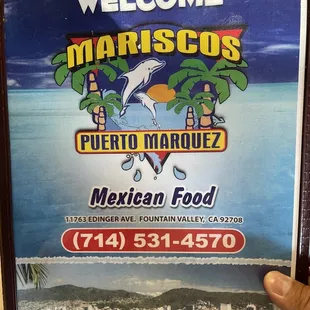 WELCOME
MARISCOS
PUERTO MARQUEZ
Mexican Food
11763 EDINGER AVE. FOUNTAIN VALLEY, CA 92708
(714) 531-4570